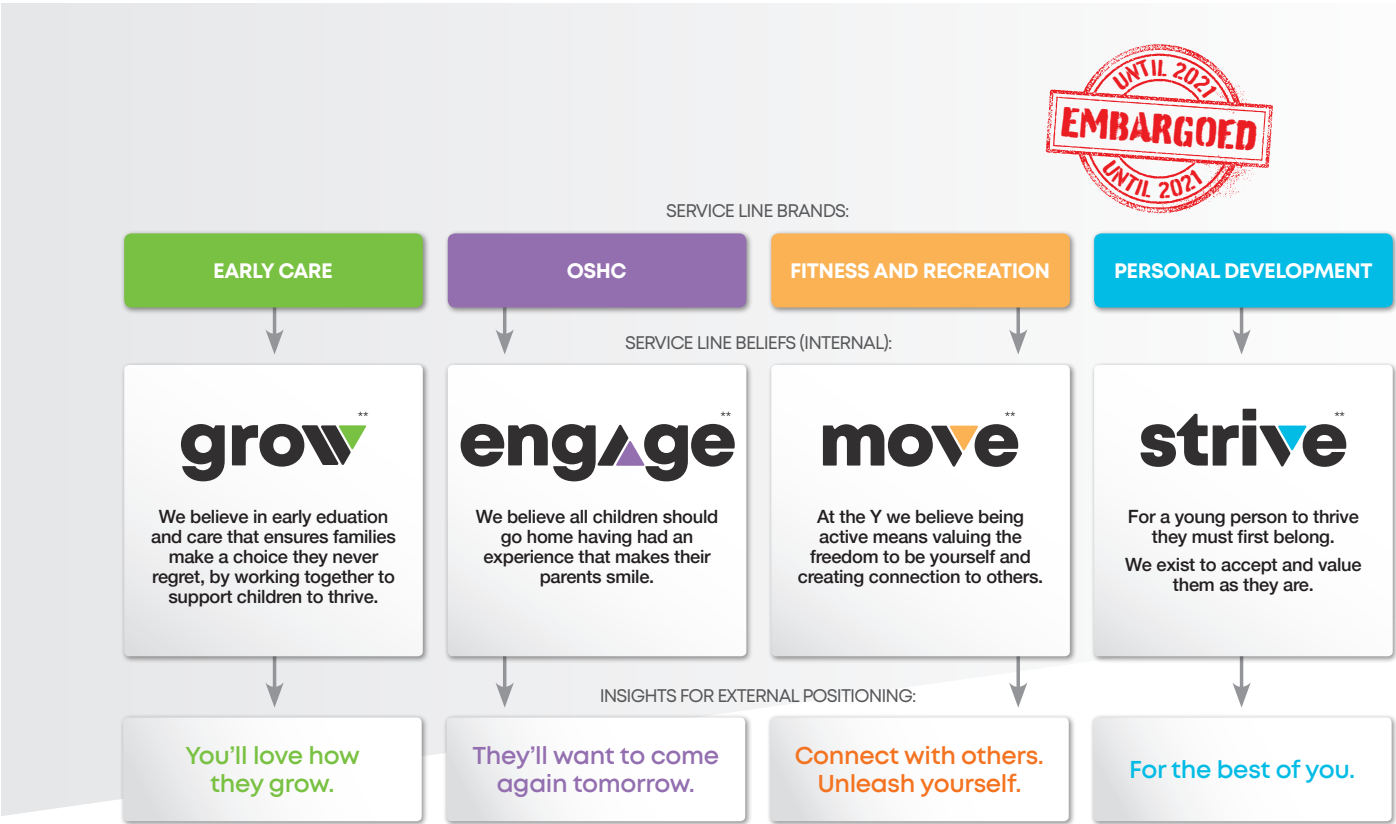 UNTIL 2021
EMBARGOED
UNTIL 2021
SERVICE LINE BRANDS:
EARLY CARE
OSHC
FITNESS AND RECREATION
PERSONAL DEVELOPMENT
SERVICE LINE BELIEFS (INTERNAL):
grow**
We believe in early eduation
and care that ensures families
make a choice they never
regret, by working together to
support children to thrive.
engage**
We believe all children should
go home having had an
experience that makes their
parents smile.
move**
At the Y we believe being
active means valuing the
freedom to be yourself and
creating connection to others.
strive**
For a young person to thrive
they must first belong.
We exist to accept and value
them as they are.
INSIGHTS FOR EXTERNAL POSITIONING:
You'll love how
they grow.
They'll want to come
again tomorrow.
Connect with others.
Unleash yourself.
For the best of you.